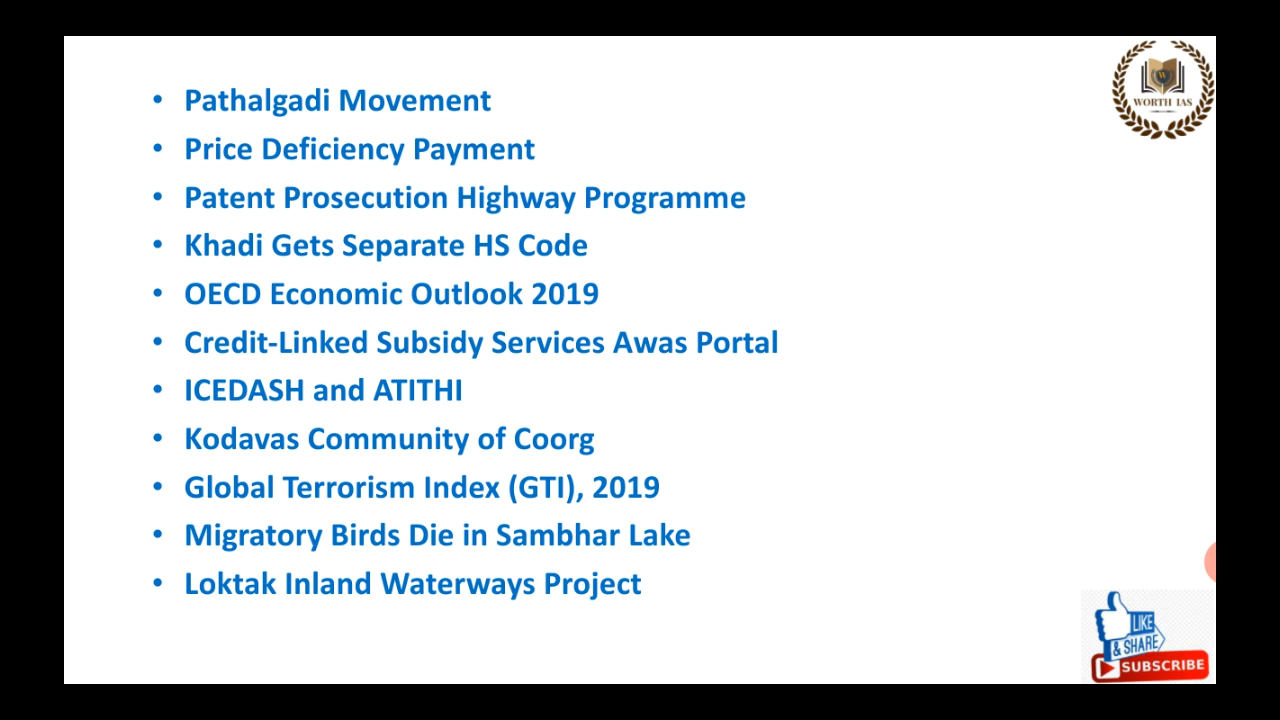 • Pathalgadi Movement
• Price Deficiency Payment
• Patent Prosecution Highway Programme
• Khadi Gets Separate HS Code
• OECD Economic Outlook 2019
• Credit-Linked Subsidy Services Awas Portal
• ICEDASH and ATITHI
• Kodavas Community of Coorg
• Global Terrorism Index (GTI), 2019
• Migratory Birds Die in Sambhar Lake
• Loktak Inland Waterways Project
W
WORTH IAS
LIKE
& SHARE
SUBSCRIBE